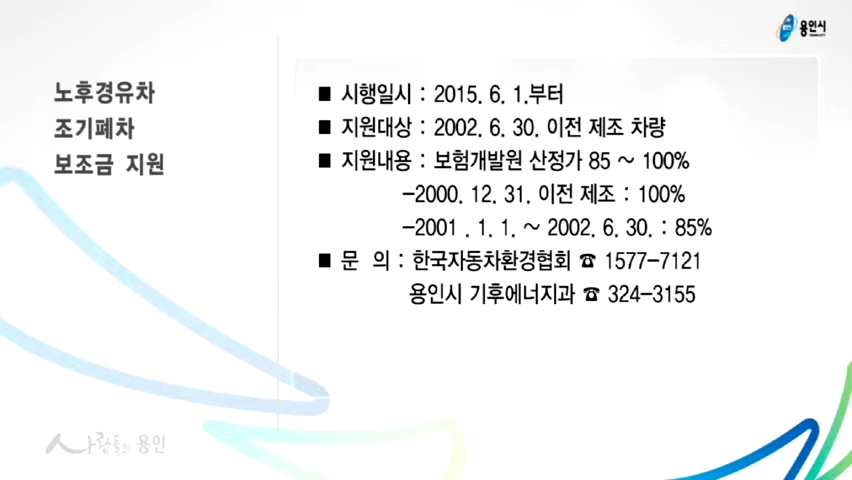 용인시
노후경유차
조기폐차
보조금 지원
■ 시행일시 : 2015. 6. 1.부터
■ 지원대상 : 2002. 6. 30. 이전 제조 차량
■ 지원내용 : 보험개발원 산정가 85 ~ 100%
-2000. 12. 31. 이전 제조 : 100%
-2001 . 1. 1. ~ 2002. 6. 30. : 85%
■ 문 의 : 한국자동차환경협회 ☎ 1577-7121
용인시 기후에너지과 ☎ 324-3155
사람들의 용인